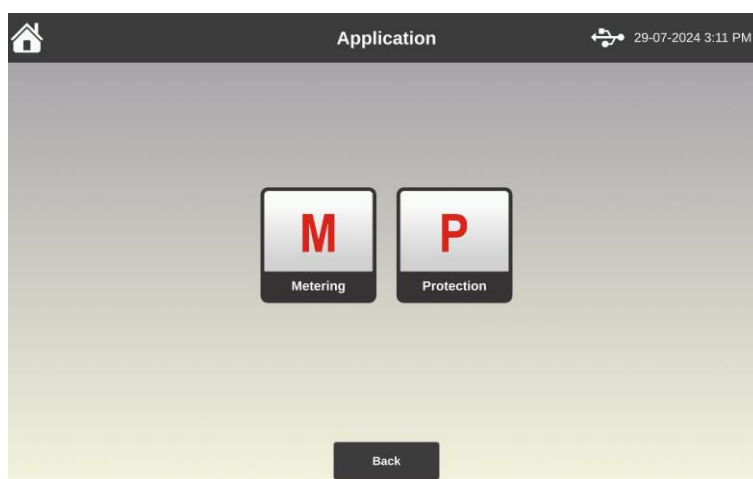 Application
29-07-2024 3:11 PM
M
P
Metering
Protection
Back